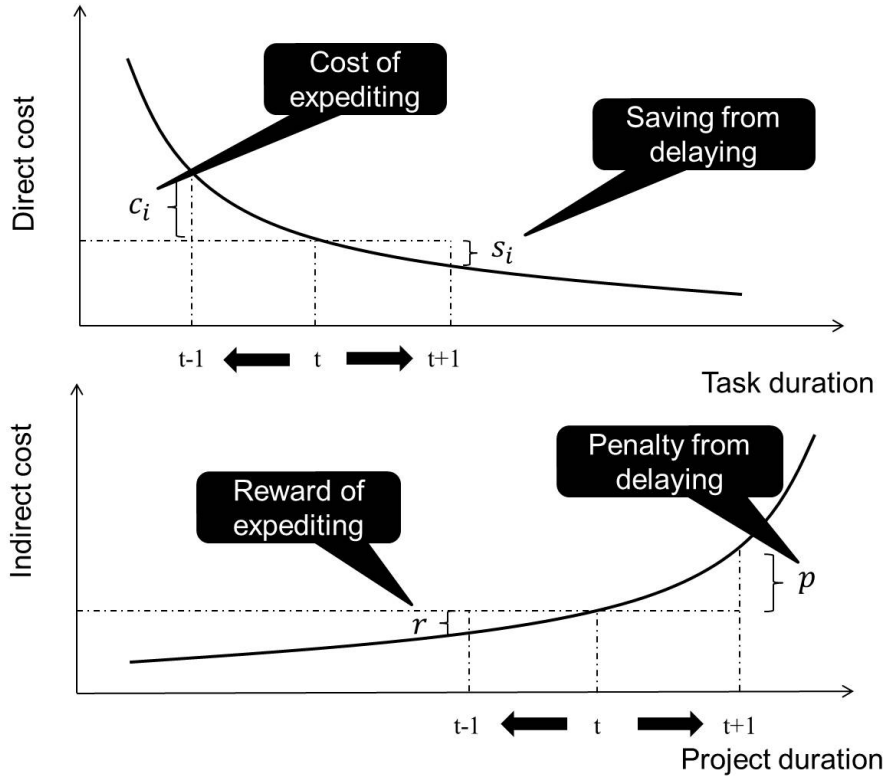 Direct cost
Cost of
expediting
Saving from
delaying
c_i
s_i
t-1
t
t+1
Task duration
Indirect cost
Reward of
expediting
Penalty from
delaying
r
p
t-1
t
t+1
Project duration